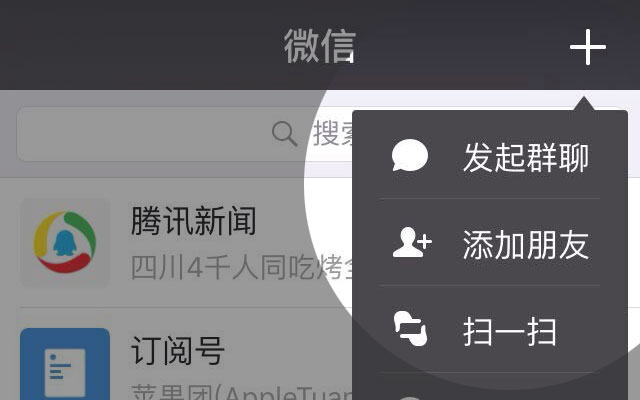 微信
搜索
发起群聊
腾讯新闻
添加朋友
四川4千人同吃烤全
扫一扫
订阅号
苹果团(AppleTuan